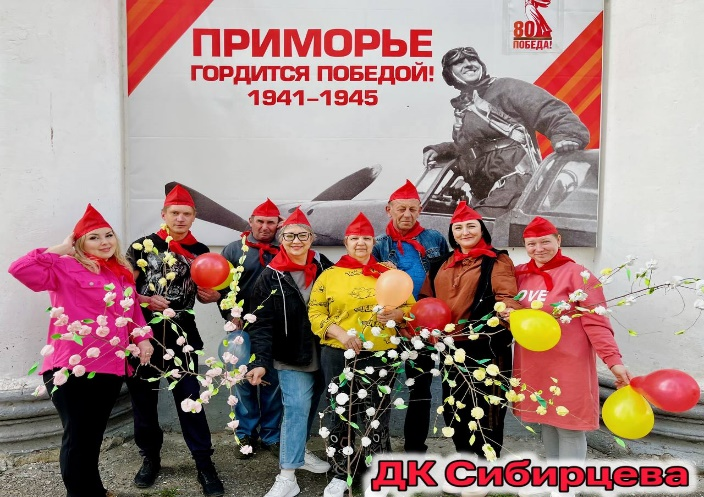 80
ПОБЕДА!
ПРИМОРЬЕ
ГОРДИТСЯ ПОБЕДОЙ!
1941–1945
LOVE
ДК Сибирцева